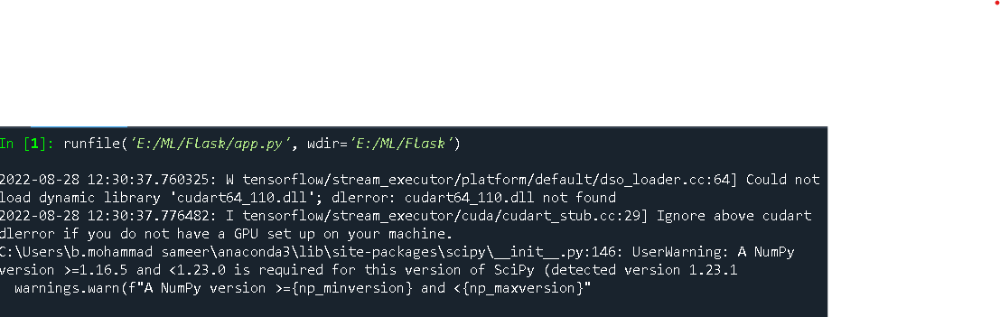 In [1]: runfile('E:/ML/Flask/app.py', wdir='E:/ML/Flask')
2022-08-28 12:30:37.760325: W tensorflow/stream_executor/platform/default/dso_loader.cc:64] Could not
load dynamic library 'cudart64_110.dll'; dlerror: cudart64_110.dll not found
2022-08-28 12:30:37.776482: I tensorflow/stream_executor/cuda/cudart_stub.cc:29] Ignore above cudart
dlerror if you do not have a GPU set up on your machine.
C:\Users\b.mohammad sameer\anaconda3\lib\site-packages\scipy\__init__.py:146: UserWarning: A NumPy
version >=1.16.5 and <1.23.0 is required for this version of SciPy (detected version 1.23.1
  warnings.warn(f"A NumPy version >={np_minversion} and <{np_maxversion}"